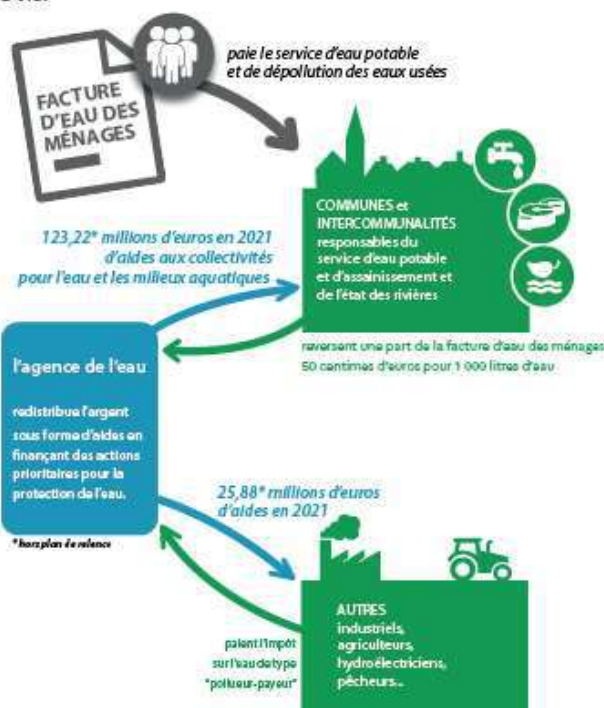 paie le service d'eau potable
et de dépollution des eaux usées
FACTURE
D'EAU DES
MÉNAGES
COMMUNES et
INTERCOMMUNALITÉS
responsables du
service d'eau potable
et d'assainissement et
de l'état des rivières
123,22* millions d'euros en 2021
d'aides aux collectivités
pour l'eau et les milieux aquatiques
reversent une part de la facture d'eau des ménages
50 centimes d'euros pour 1 000 litres d'eau
l'agence de l'eau
redistribue l'argent
sous forme d'aides en
finançant des actions
prioritaires pour la
protection de l'eau.
* hors plan de relance
25,88* millions d'euros
d'aides en 2021
AUTRES
industriels,
agriculteurs,
hydroélectriciens,
pêcheurs...
paient l'impôt
sur l'eau de type
"pollueur-payeur"